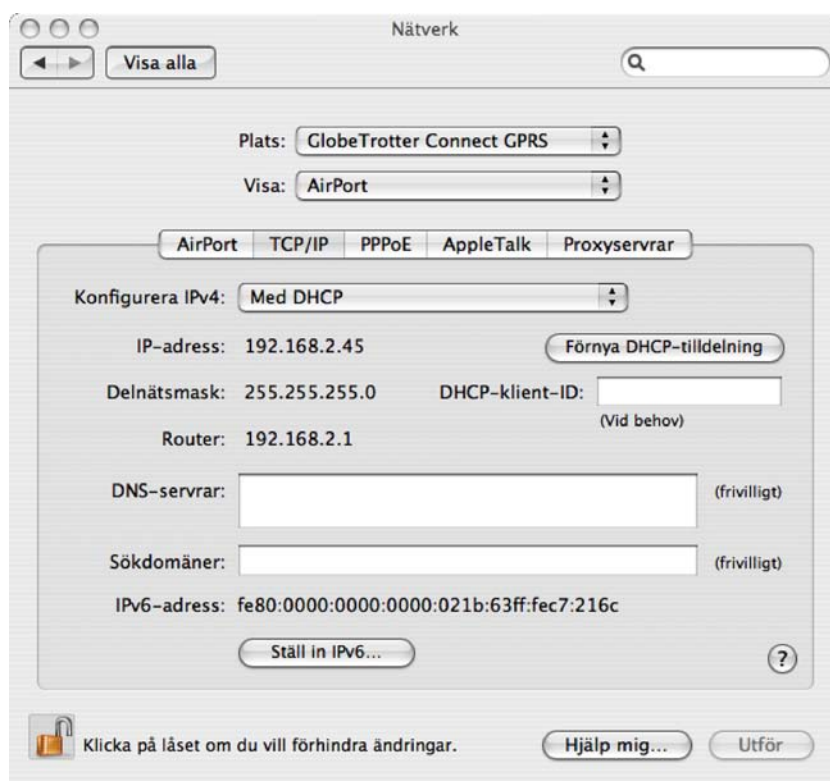 Nätverk
Visa alla
Plats: GlobeTrotter Connect GPRS
Visa: AirPort
AirPort TCP/IP PPPoE AppleTalk Proxyservrar
Konfigurera IPv4: Med DHCP
IP-adress: 192.168.2.45 Förnya DHCP-tilldelning
Delnätsmask: 255.255.255.0 DHCP-klient-ID:
(Vid behov)
Router: 192.168.2.1
DNS-servrar: (frivilligt)
Sökdomäner: (frivilligt)
IPv6-adress: fe80:0000:0000:0000:021b:63ff:fec7:216c
Ställ in IPv6... ?
Klicka på låset om du vill förhindra ändringar. Hjälp mig... Utför